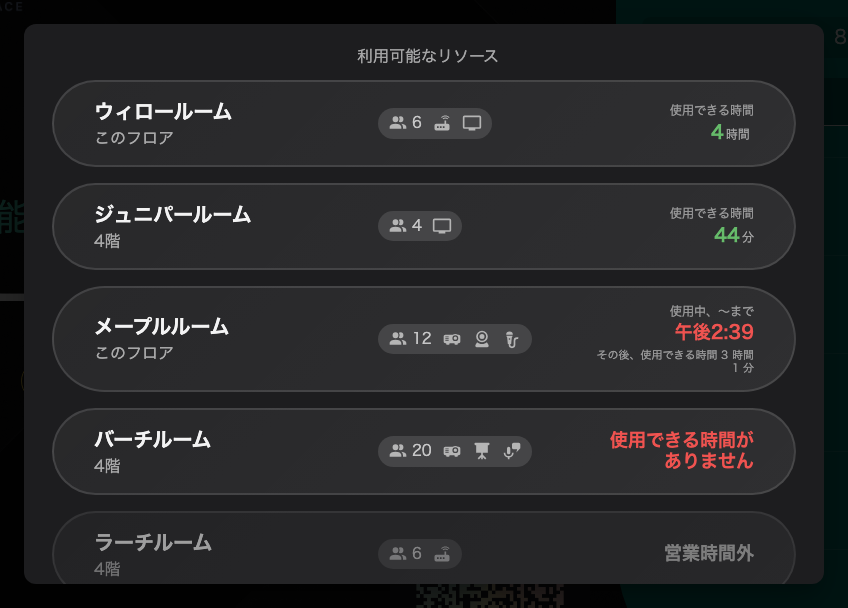 ACE
8
利用可能なリソース
ウィロールーム
このフロア
6
使用できる時間
4時間
ジュニパールーム
4階
4
使用できる時間
44分
能
メープルルーム
このフロア
12
使用中、～まで
午後2:39
その後、使用できる時間 3 時間
1 分
バーチルーム
4階
20
使用できる時間が
ありません
ラーチルーム
4階
6
営業時間外